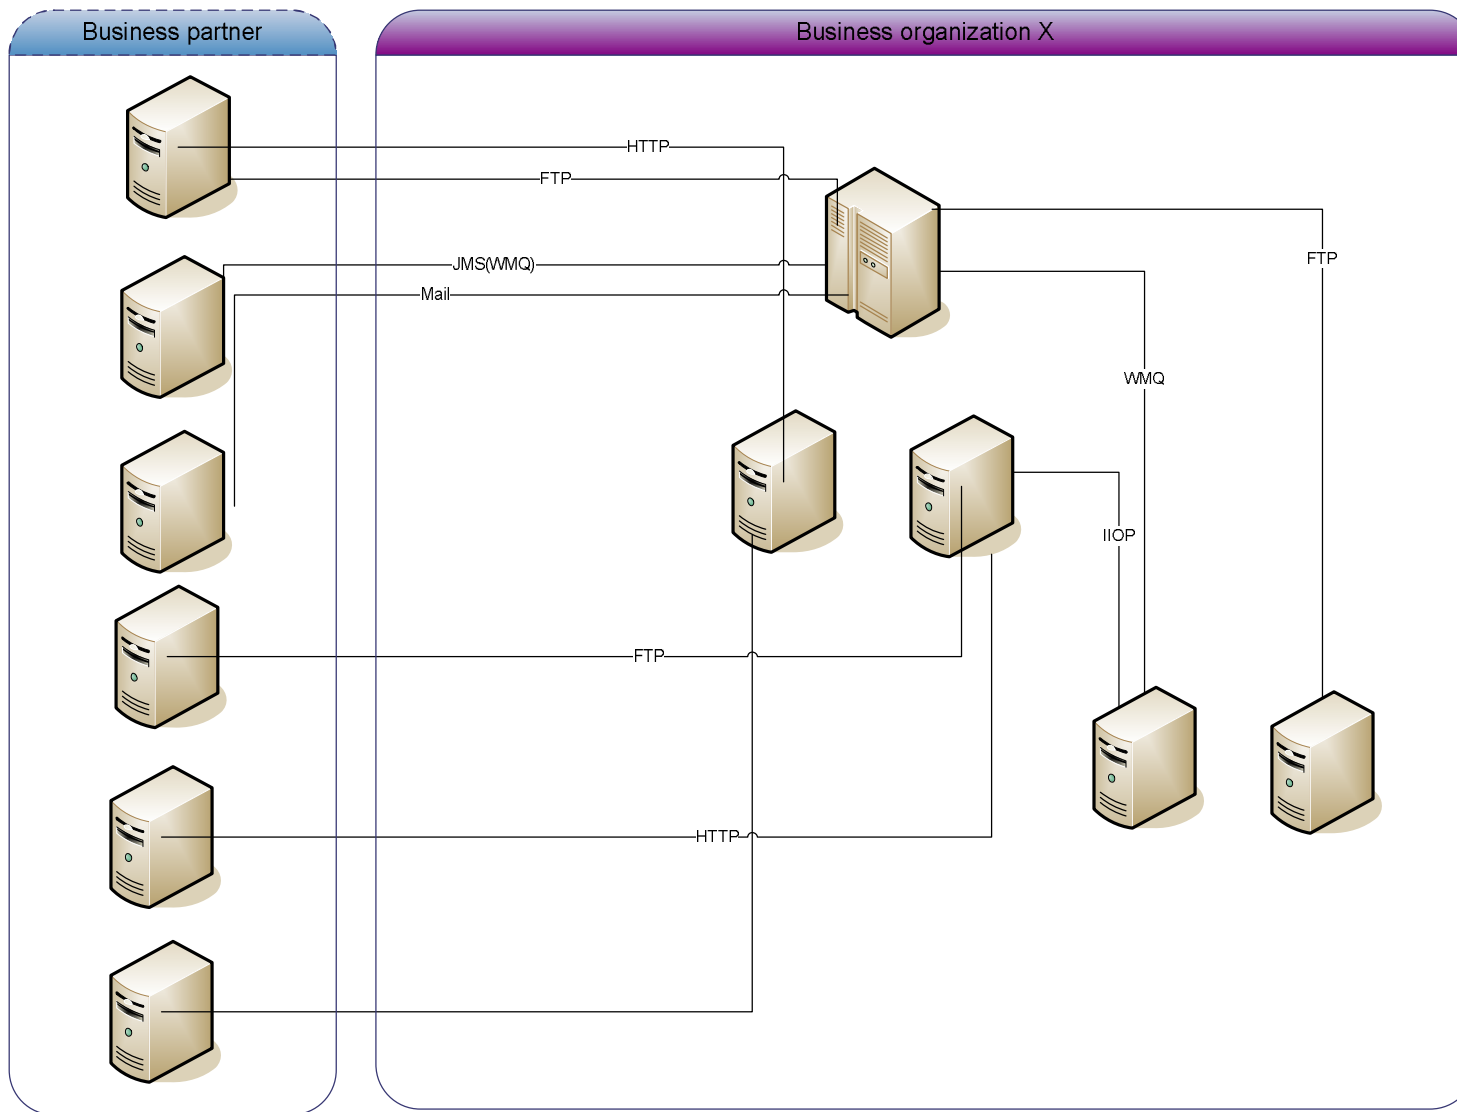 Business partner
Business organization X
HTTP
FTP
FTP
JMS(WMQ)
Mail
WMQ
IIOP
FTP
HTTP